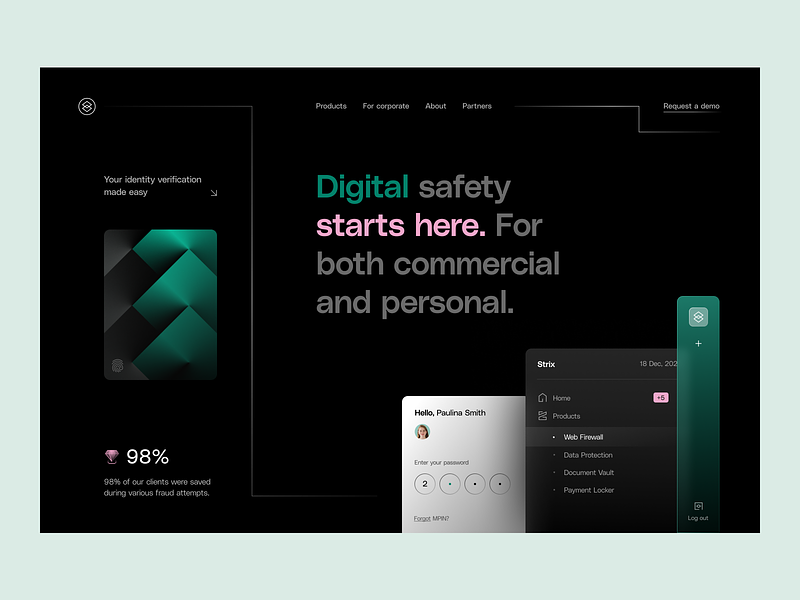 Products
For corporate
About
Partners
Request a demo
Your identity verification
made easy
Digital safety
starts here. For
both commercial
and personal.
98%
98% of our clients were saved
during various fraud attempts.
Hello, Paulina Smith
Enter your password
2
Forgot MPIN?
Strix
18 Dec, 202
Home
+5
Products
Web Firewall
Data Protection
Document Vault
Payment Locker
+
Log out